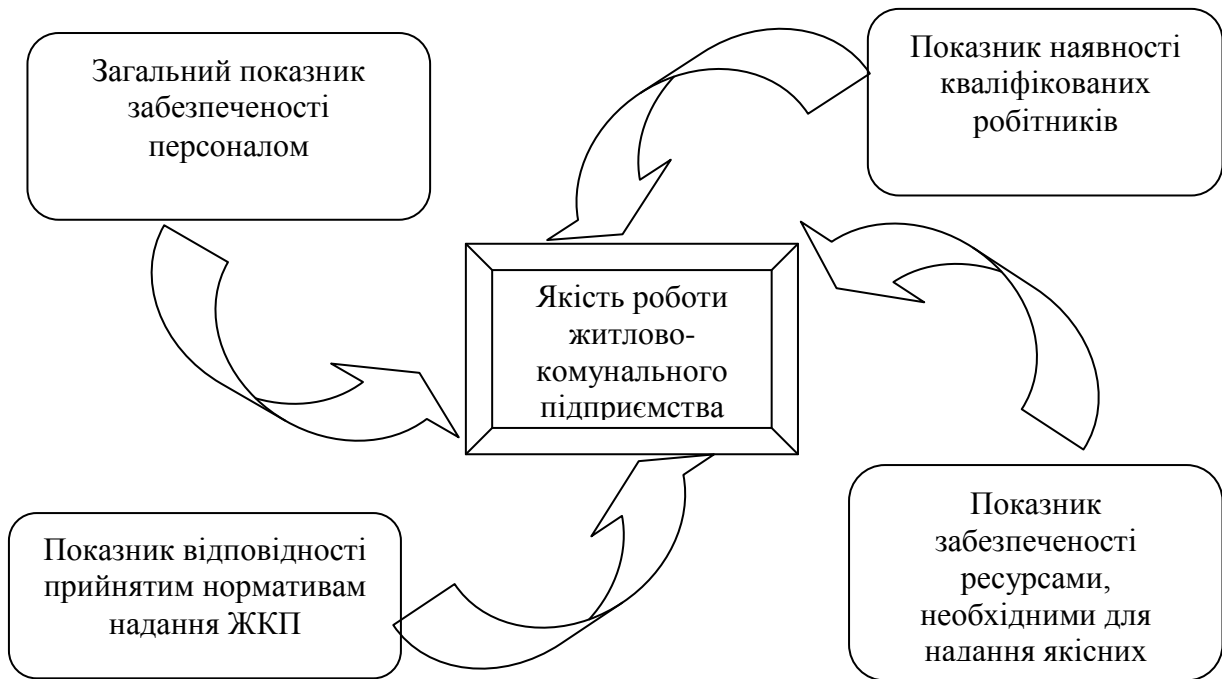 Загальний показник
забезпеченості
персоналом
Показник наявності
кваліфікованих
робітників
Якість роботи
житлово-
комунального
підприємства
Показник відповідності
прийнятим нормативам
надання ЖКП
Показник
забезпеченості
ресурсами,
необхідними для
надання якісних